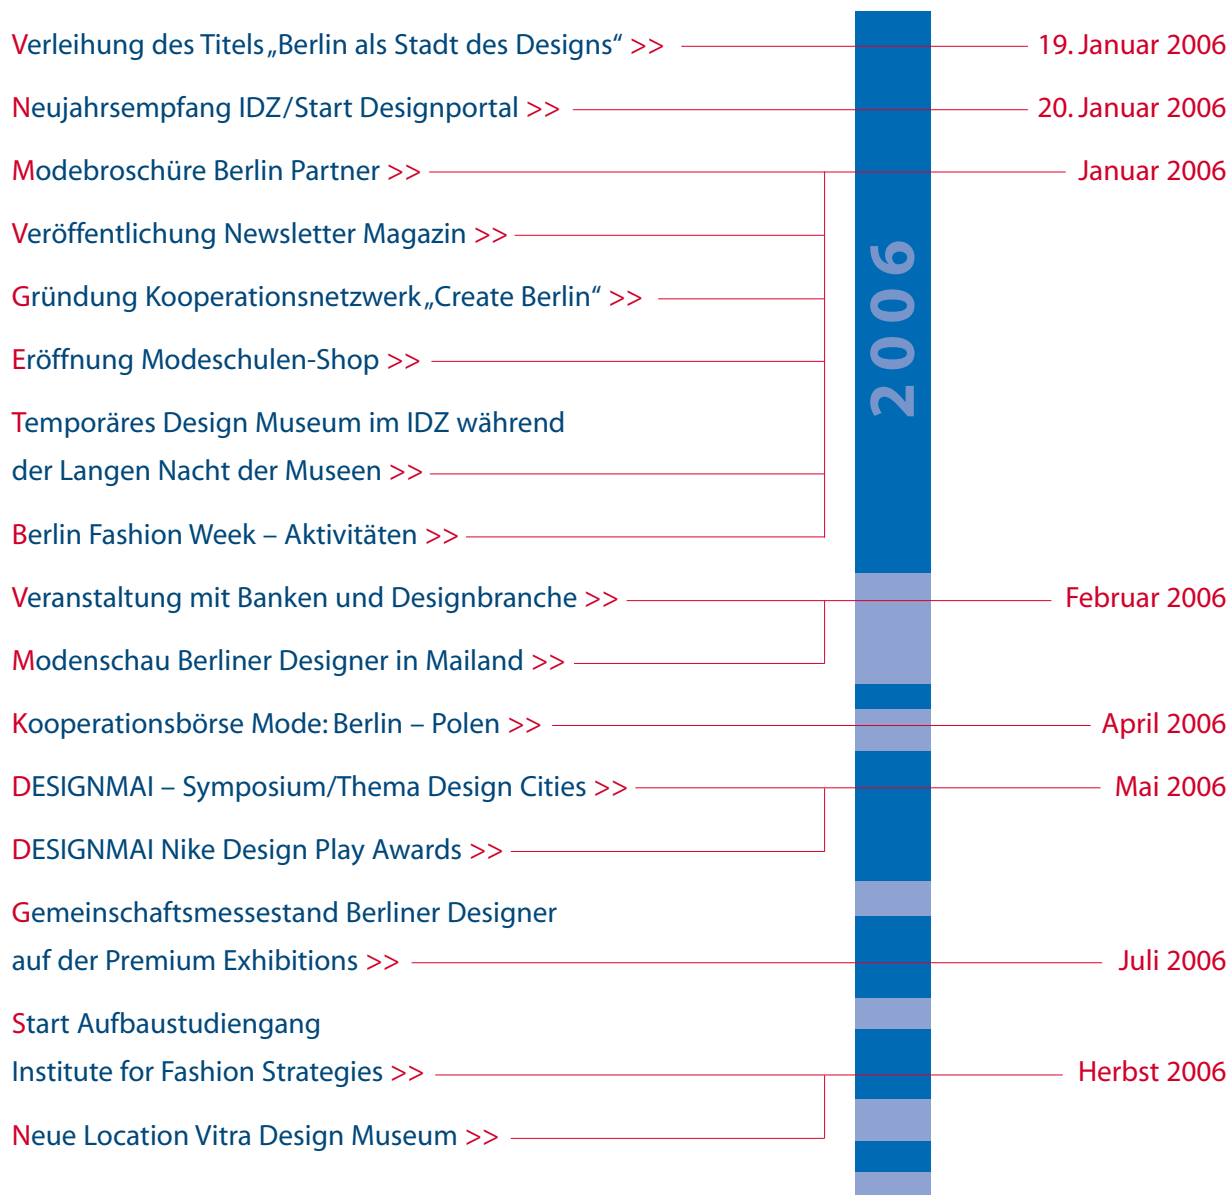 Verleihung des Titels „Berlin als Stadt des Designs“ >> 19. Januar 2006
Neujahrsempfang IDZ/Start Designportal >> 20. Januar 2006
Modebroschüre Berlin Partner >> Januar 2006
Veröffentlichung Newsletter Magazin >>
Gründung Kooperationsnetzwerk „Create Berlin“ >>
Eröffnung Modeschulen-Shop >>
Temporäres Design Museum im IDZ während
der Langen Nacht der Museen >>
Berlin Fashion Week – Aktivitäten >>
2006
Veranstaltung mit Banken und Designbranche >> Februar 2006
Modenschau Berliner Designer in Mailand >>
Kooperationsbörse Mode: Berlin – Polen >> April 2006
DESIGNMAI – Symposium/Thema Design Cities >> Mai 2006
DESIGNMAI Nike Design Play Awards >>
Gemeinschaftsmessestand Berliner Designer
auf der Premium Exhibitions >> Juli 2006
Start Aufbaustudiengang
Institute for Fashion Strategies >> Herbst 2006
Neue Location Vitra Design Museum >>